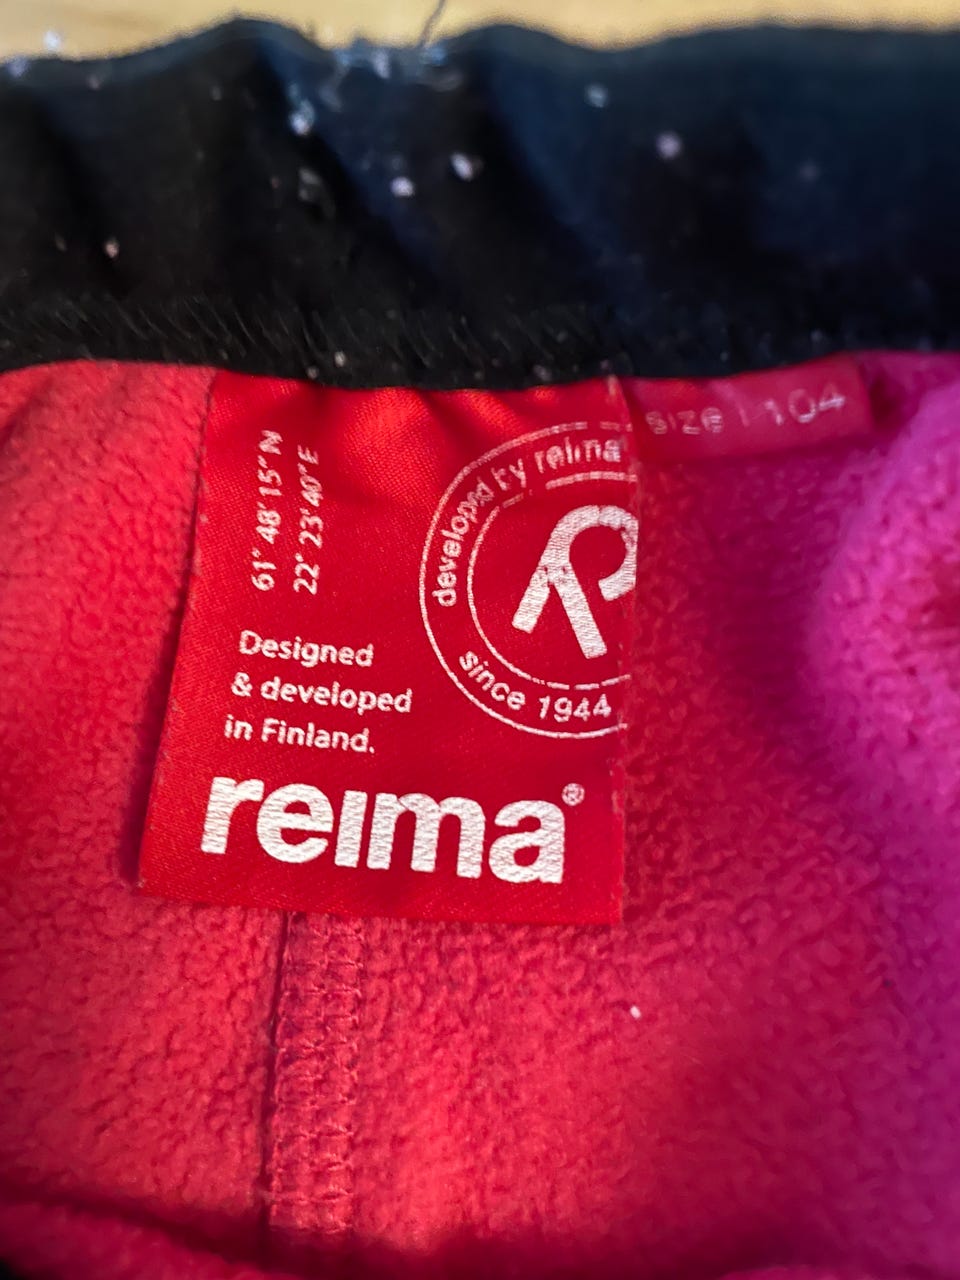 61° 48'15"N
22° 23'40"E
developed by reima
since 1944
size | 104
Designed
& developed
in Finland.
reima®